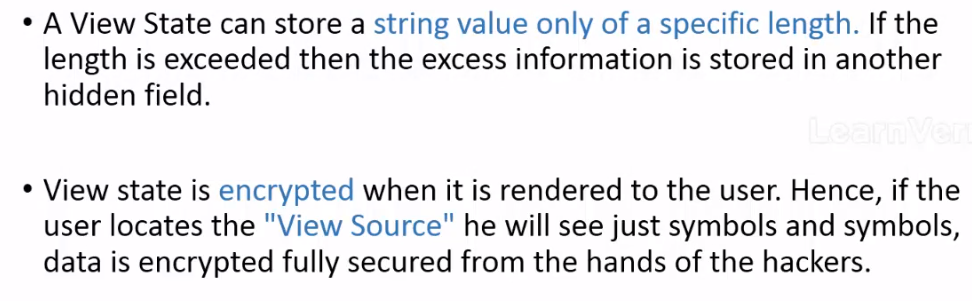 • A View State can store a string value only of a specific length. If the
length is exceeded then the excess information is stored in another
hidden field.
LearnVern
• View state is encrypted when it is rendered to the user. Hence, if the
user locates the "View Source" he will see just symbols and symbols,
data is encrypted fully secured from the hands of the hackers.